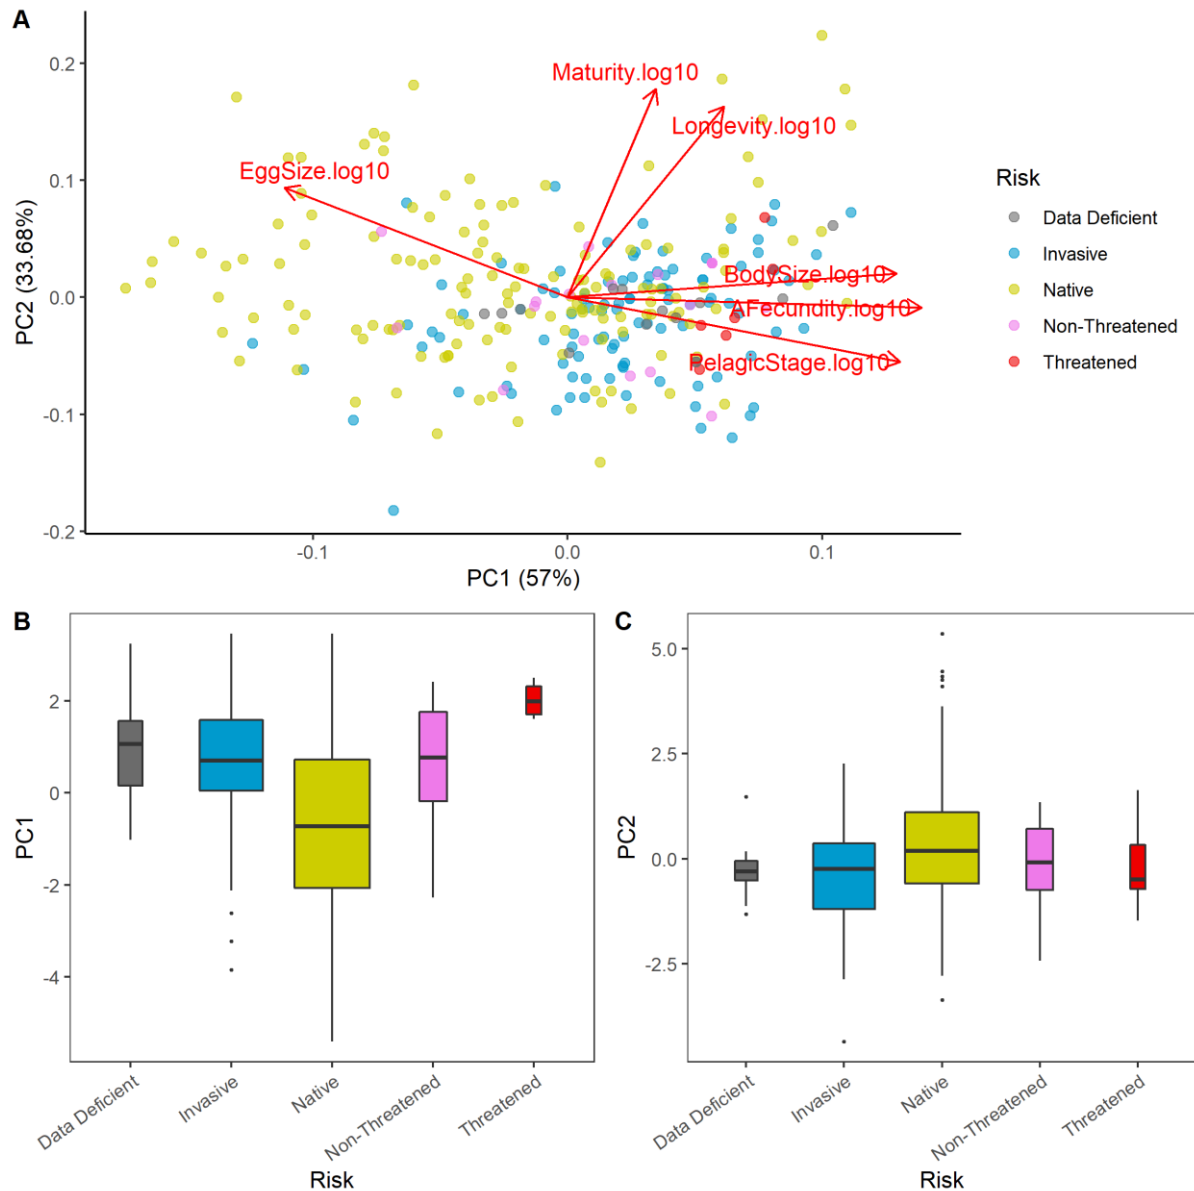 A
0.2
0.1
0.0
-0.1
-0.2
PC2 (33.68%)
Maturity.log10
Longevity.log10
EggSize.log10
BodySize.log10
AFecundity.log10
PelagicStage.log10
-0.1
0.0
0.1
PC1 (57%)
Risk
Data Deficient
Invasive
Native
Non-Threatened
Threatened
B
PC1
2
0
-2
-4
Data Deficient
Invasive
Native
Non-Threatened
Threatened
Risk
C
PC2
5.0
2.5
0.0
-2.5
Data Deficient
Invasive
Native
Non-Threatened
Threatened
Risk